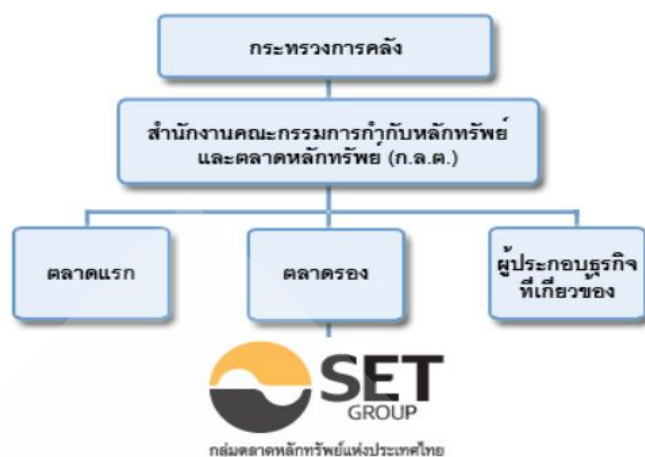 กระทรวงการคลัง
สำนักงานคณะกรรมการกำกับหลักทรัพย์
และตลาดหลักทรัพย์ (ก.ล.ต.)
ตลาดแรก
ตลาดรอง
ผู้ประกอบธุรกิจ
ที่เกี่ยวข้อง
SET
GROUP
กลุ่มตลาดหลักทรัพย์แห่งประเทศไทย